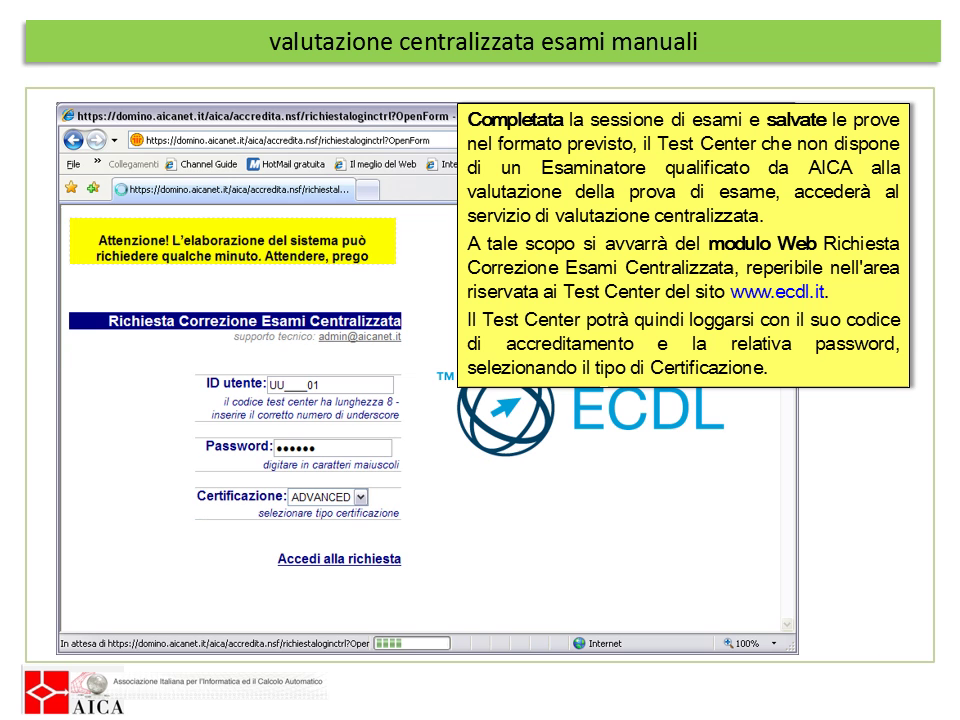 valutazione centralizzata esami manuali
https://domino.aicanet.it/aica/accredita.nsf/richiestaloginctrl?OpenForm -
https://domino.aicanet.it/aica/accredita.nsf/richiestaloginctrl?OpenForm
File » Collegamenti Channel Guide HotMail gratuita Il meglio del Web Inte
https://domino.aicanet.it/aica/accredita.nsf/richiestal...
Completata la sessione di esami e salvate le prove
nel formato previsto, il Test Center che non dispone
di un Esaminatore qualificato da AICA alla
valutazione della prova di esame, accederà al
servizio di valutazione centralizzata.
A tale scopo si avvarrà del modulo Web Richiesta
Correzione Esami Centralizzata, reperibile nell'area
riservata ai Test Center del sito www.ecdl.it.
Il Test Center potrà quindi loggarsi con il suo codice
di accreditamento e la relativa password,
selezionando il tipo di Certificazione.
Attenzione! L'elaborazione del sistema può
richiedere qualche minuto. Attendere, prego
Richiesta Correzione Esami Centralizzata
supporto tecnico: admin@aicanet.it
ID utente: UU____01
il codice test center ha lunghezza 8 -
inserire il corretto numero di underscore
Password: ••••••
digitare in caratteri maiuscoli
Certificazione: ADVANCED
selezionare tipo certificazione
Accedi alla richiesta
TM
ECDL
In attesa di https://domino.aicanet.it/aica/accredita.nsf/richiestaloginctrl?Oper
Internet
100%
Associazione Italiana per l'Informatica ed il Calcolo Automatico
AICA